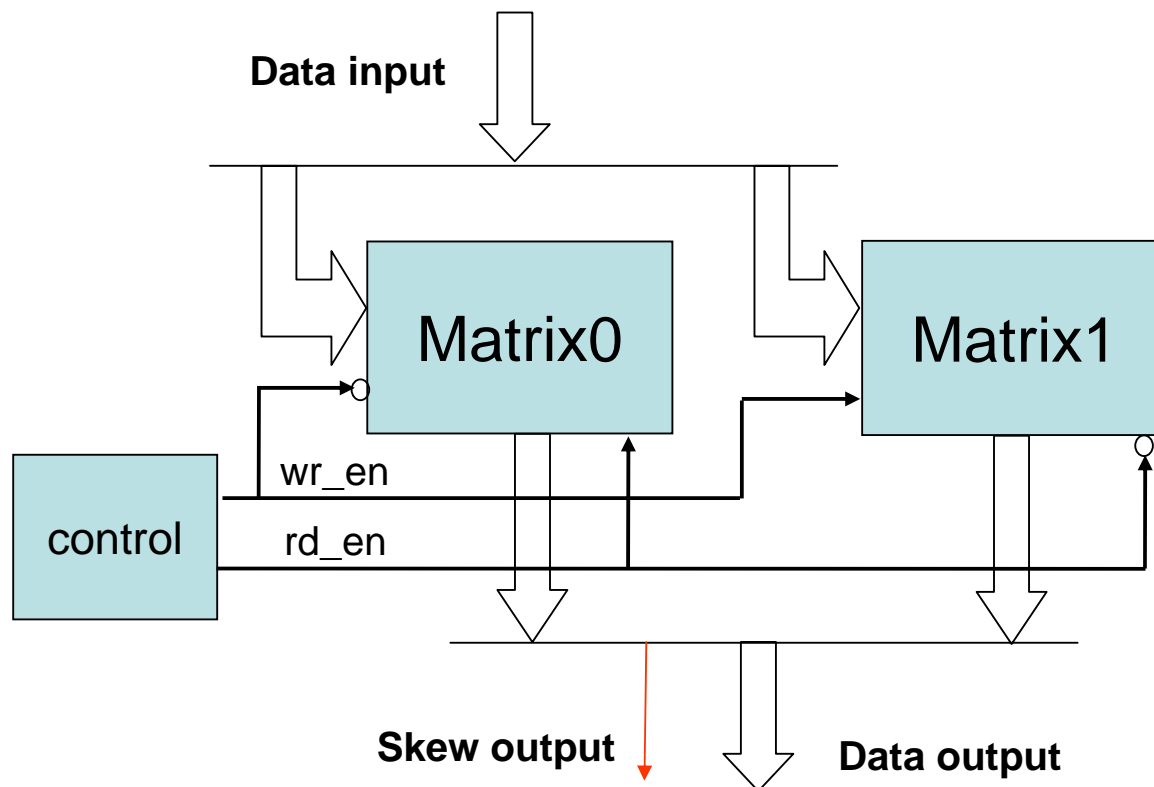 Data input
Matrix0
Matrix1
wr_en
control
rd_en
Skew output
Data output